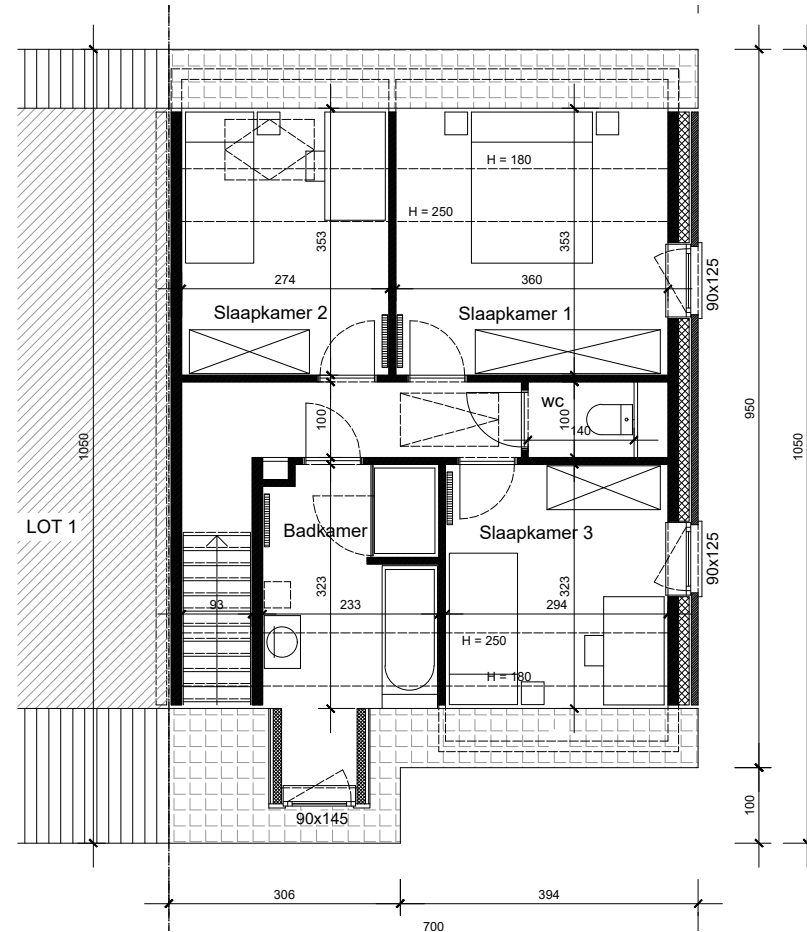 H = 180
H = 250
353
353
274
360
90x125
Slaapkamer 2
Slaapkamer 1
WC
100
100
140
950
1050
1050
LOT 1
Badkamer
Slaapkamer 3
90x125
323
323
93
233
294
H = 250
H = 180
90x145
100
306
394
700